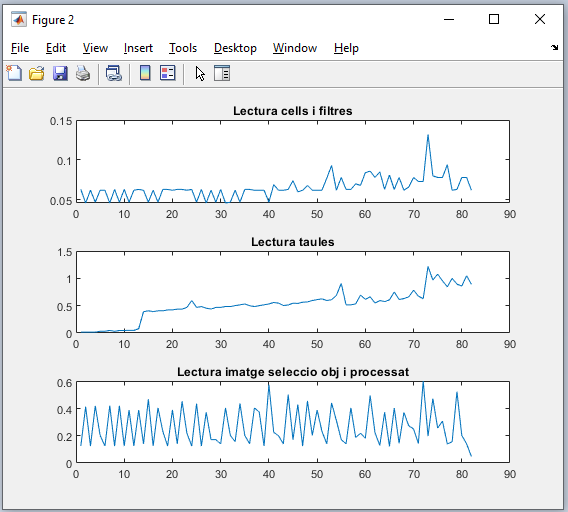 Figure 2
File Edit View Insert Tools Desktop Window Help
Lectura cells i filtres
0.15
0.1
0.05
0 10 20 30 40 50 60 70 80 90
Lectura taules
1.5
1
0.5
0
0 10 20 30 40 50 60 70 80 90
Lectura imatge seleccio obj i processat
0.6
0.4
0.2
0
0 10 20 30 40 50 60 70 80 90